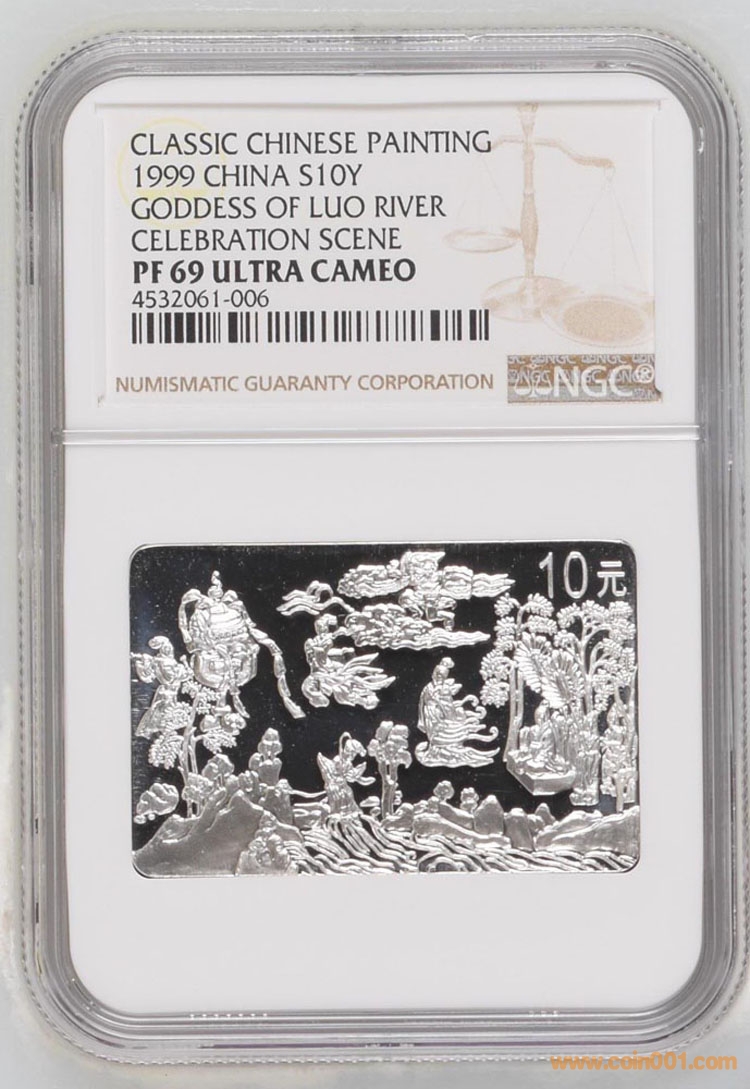 CLASSIC CHINESE PAINTING
1999 CHINA S10Y
GODDESS OF LUO RIVER
CELEBRATION SCENE
PF 69 ULTRA CAMEO
4532061-006
NUMISMATIC GUARANTY CORPORATION
NGC®
10元
www.coin001.com